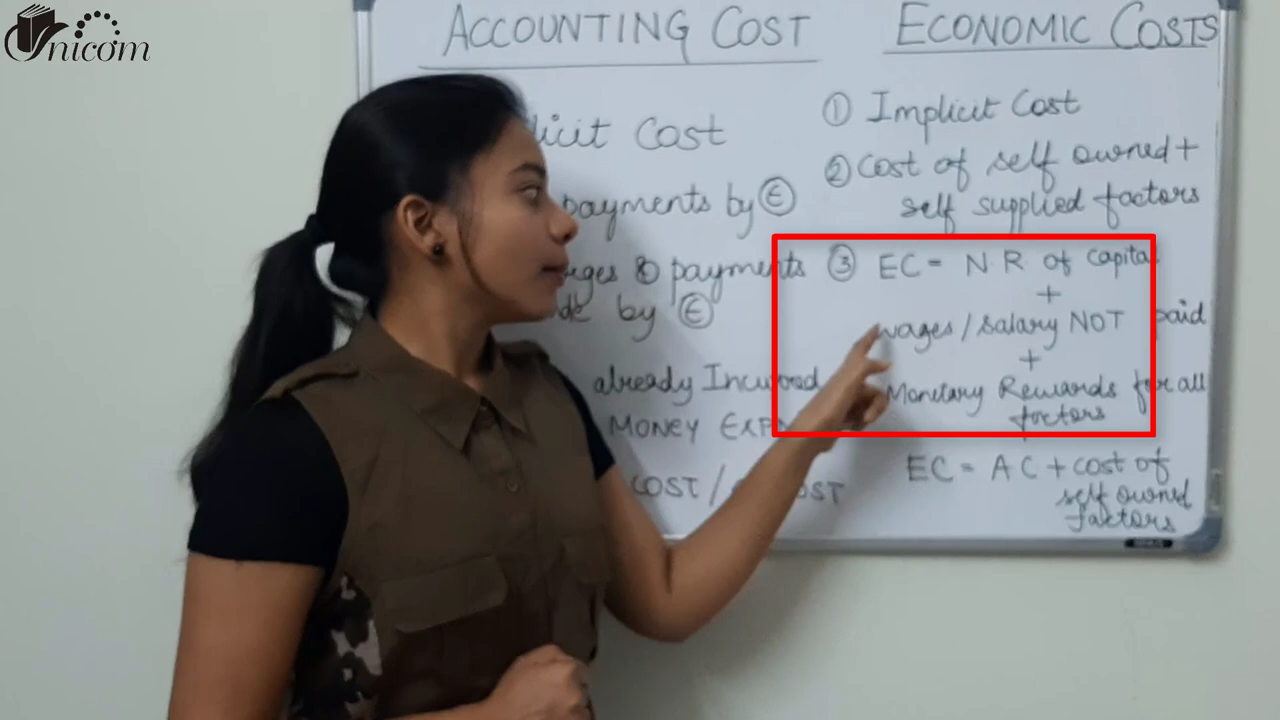 Unicom
ACCOUNTING COST
licit Cost
payments by Ⓔ
ges & payments
de by Ⓔ
already Incurred
MONEY EXP
COST /
ECONOMIC COSTS
① Implicit Cost
② Cost of self owned +
self supplied factors
③ EC = N R of capital
+
wages / salary NOT paid
+
Monetary Rewards for all
factors
EC = AC + cost of
self owned
factors